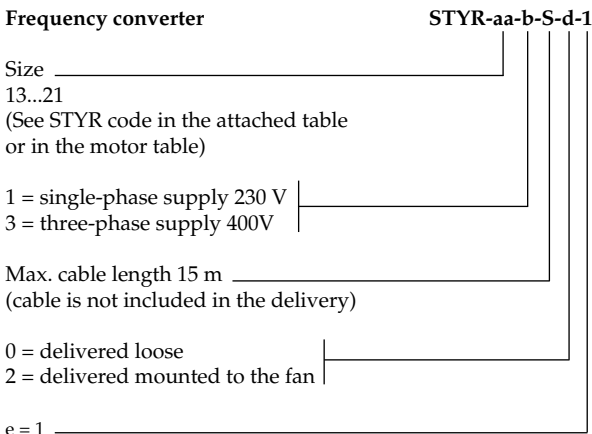 Frequency converter STYR-aa-b-S-d-1
Size
13...21
(See STYR code in the attached table
or in the motor table)
1 = single-phase supply 230 V
3 = three-phase supply 400V
Max. cable length 15 m
(cable is not included in the delivery)
0 = delivered loose
2 = delivered mounted to the fan
e = 1